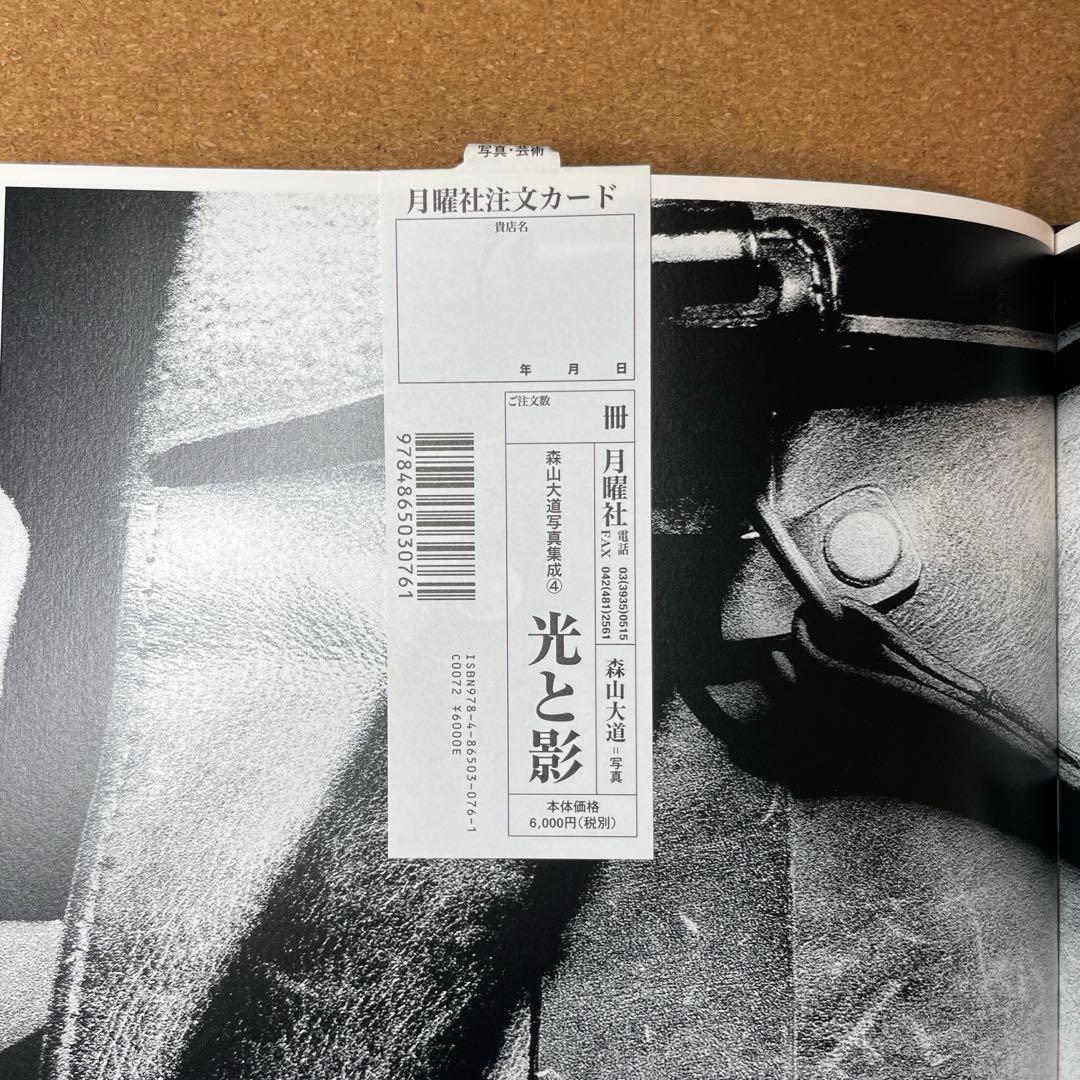 写真・芸術
月曜社注文カード
貴店名
年 月 日
ご注文数
冊
月曜社 電話 03(3935)0515
FAX 042(481)2561
森山大道=写真
森山大道写真集成④
光と影
本体価格
6,000円(税別)
9784865030761
ISBN978-4-86503-076-1
C0072 ¥6000E